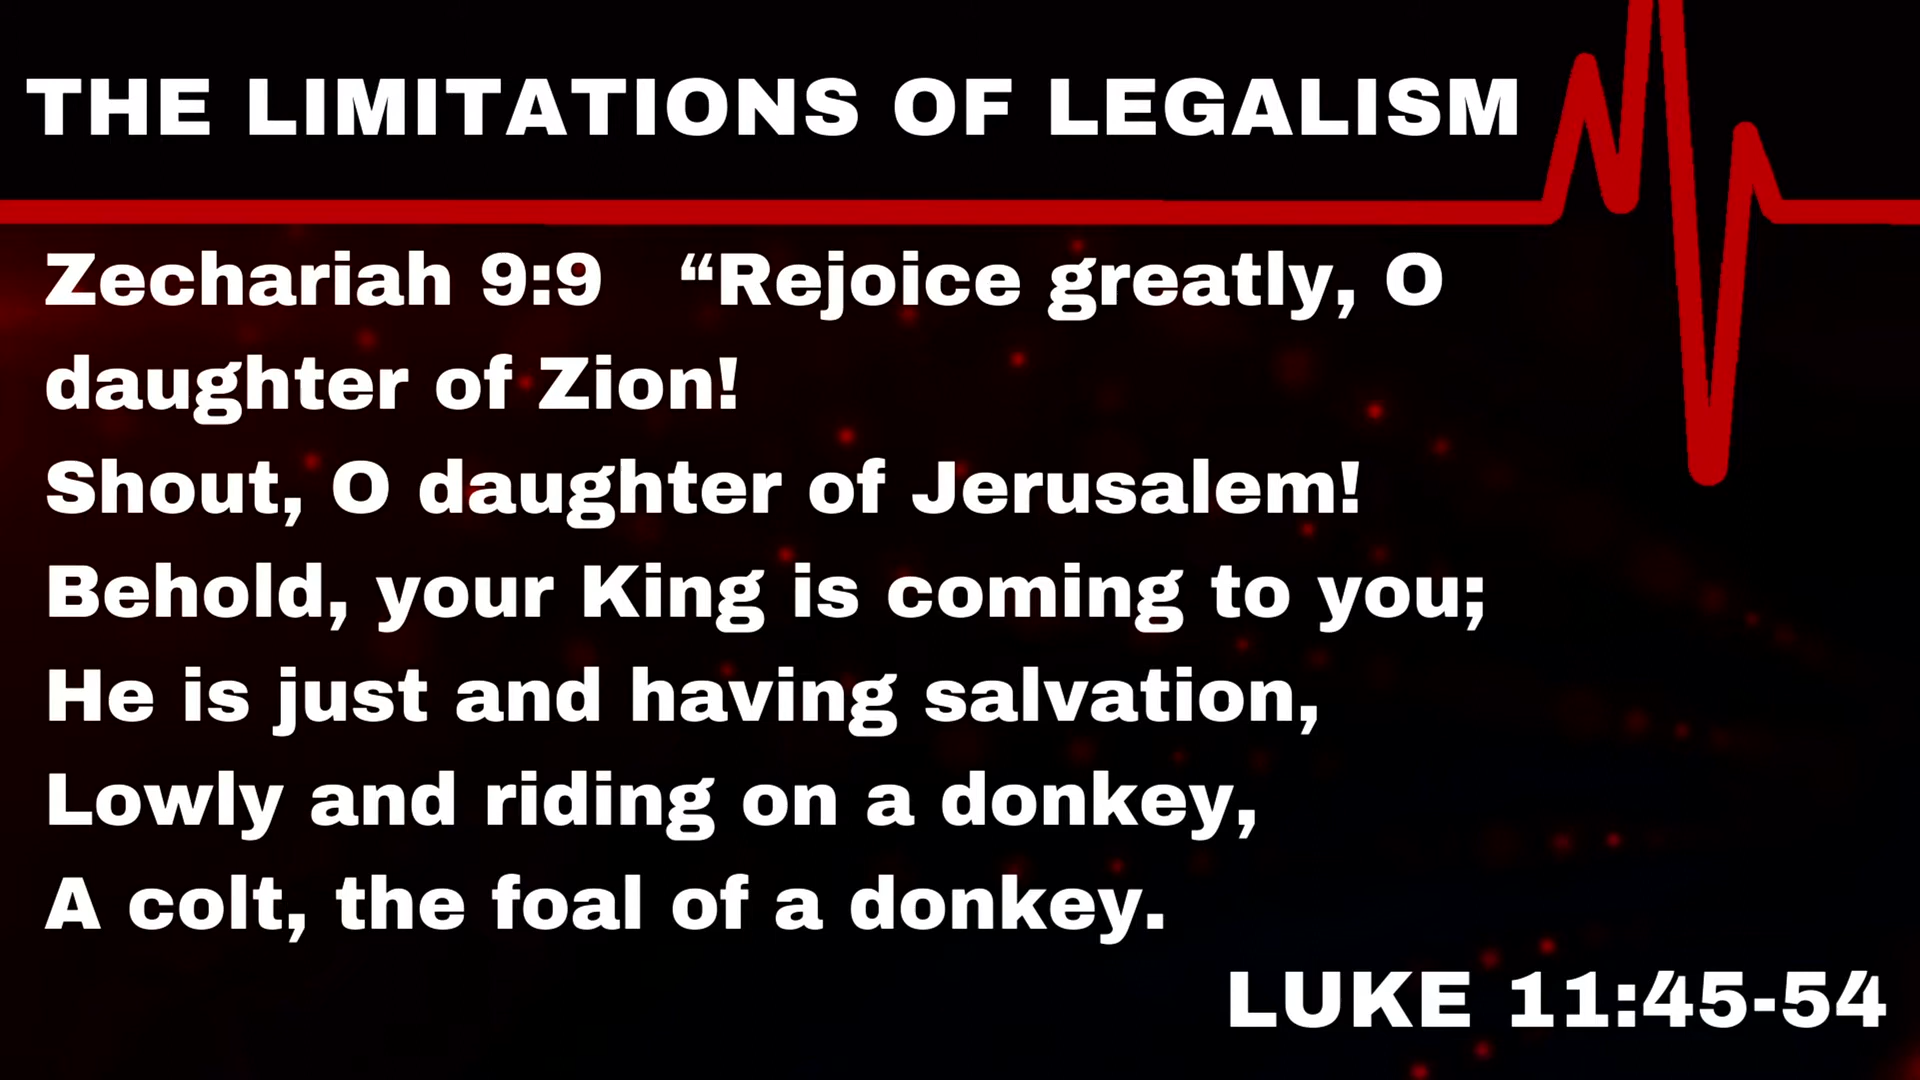 THE LIMITATIONS OF LEGALISM
Zechariah 9:9 “Rejoice greatly, O
daughter of Zion!
Shout, O daughter of Jerusalem!
Behold, your King is coming to you;
He is just and having salvation,
Lowly and riding on a donkey,
A colt, the foal of a donkey.
LUKE 11:45-54